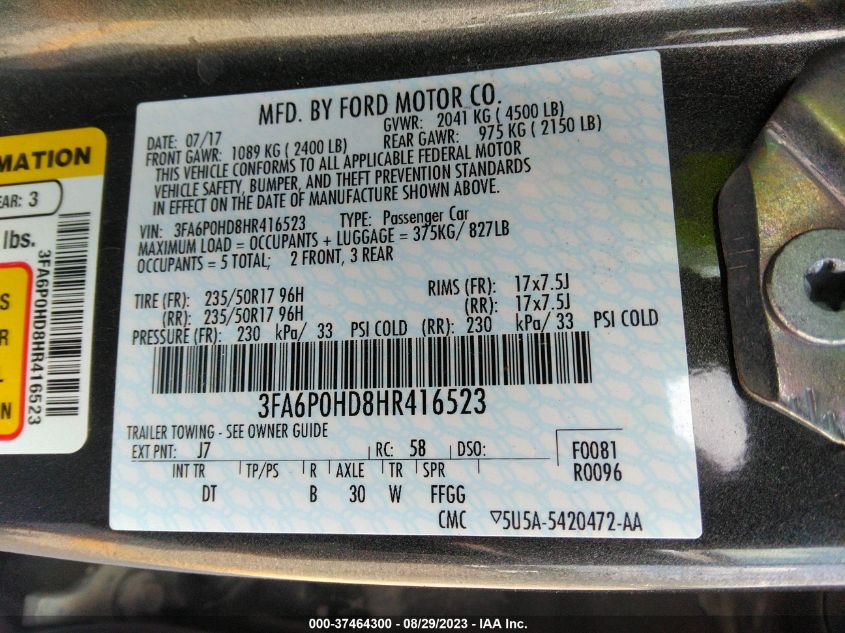 MATION
EAR: 3
lbs.
S
R
L
N
3FA6P0HD8HR416523
MFD. BY FORD MOTOR CO.
DATE: 07/17 GVWR: 2041 KG ( 4500 LB)
FRONT GAWR: 1089 KG ( 2400 LB) REAR GAWR: 975 KG ( 2150 LB)
THIS VEHICLE CONFORMS TO ALL APPLICABLE FEDERAL MOTOR
VEHICLE SAFETY, BUMPER, AND THEFT PREVENTION STANDARDS
IN EFFECT ON THE DATE OF MANUFACTURE SHOWN ABOVE.
VIN: 3FA6P0HD8HR416523 TYPE: Passenger Car
MAXIMUM LOAD = OCCUPANTS + LUGGAGE = 375KG/ 827LB
OCCUPANTS = 5 TOTAL; 2 FRONT, 3 REAR
TIRE (FR): 235/50R17 96H RIMS (FR): 17x7.5J
(RR): 235/50R17 96H (RR): 17x7.5J
PRESSURE (FR): 230 kPa/ 33 PSI COLD (RR): 230 kPa/ 33 PSI COLD
3FA6P0HD8HR416523
TRAILER TOWING - SEE OWNER GUIDE
EXT PNT: J7 RC: 58 DSO: F0081
INT TR TP/PS R AXLE TR SPR R0096
DT B 30 W FFGG
CMC ▽5U5A-5420472-AA
000-37464300 - 08/29/2023 - IAA Inc.